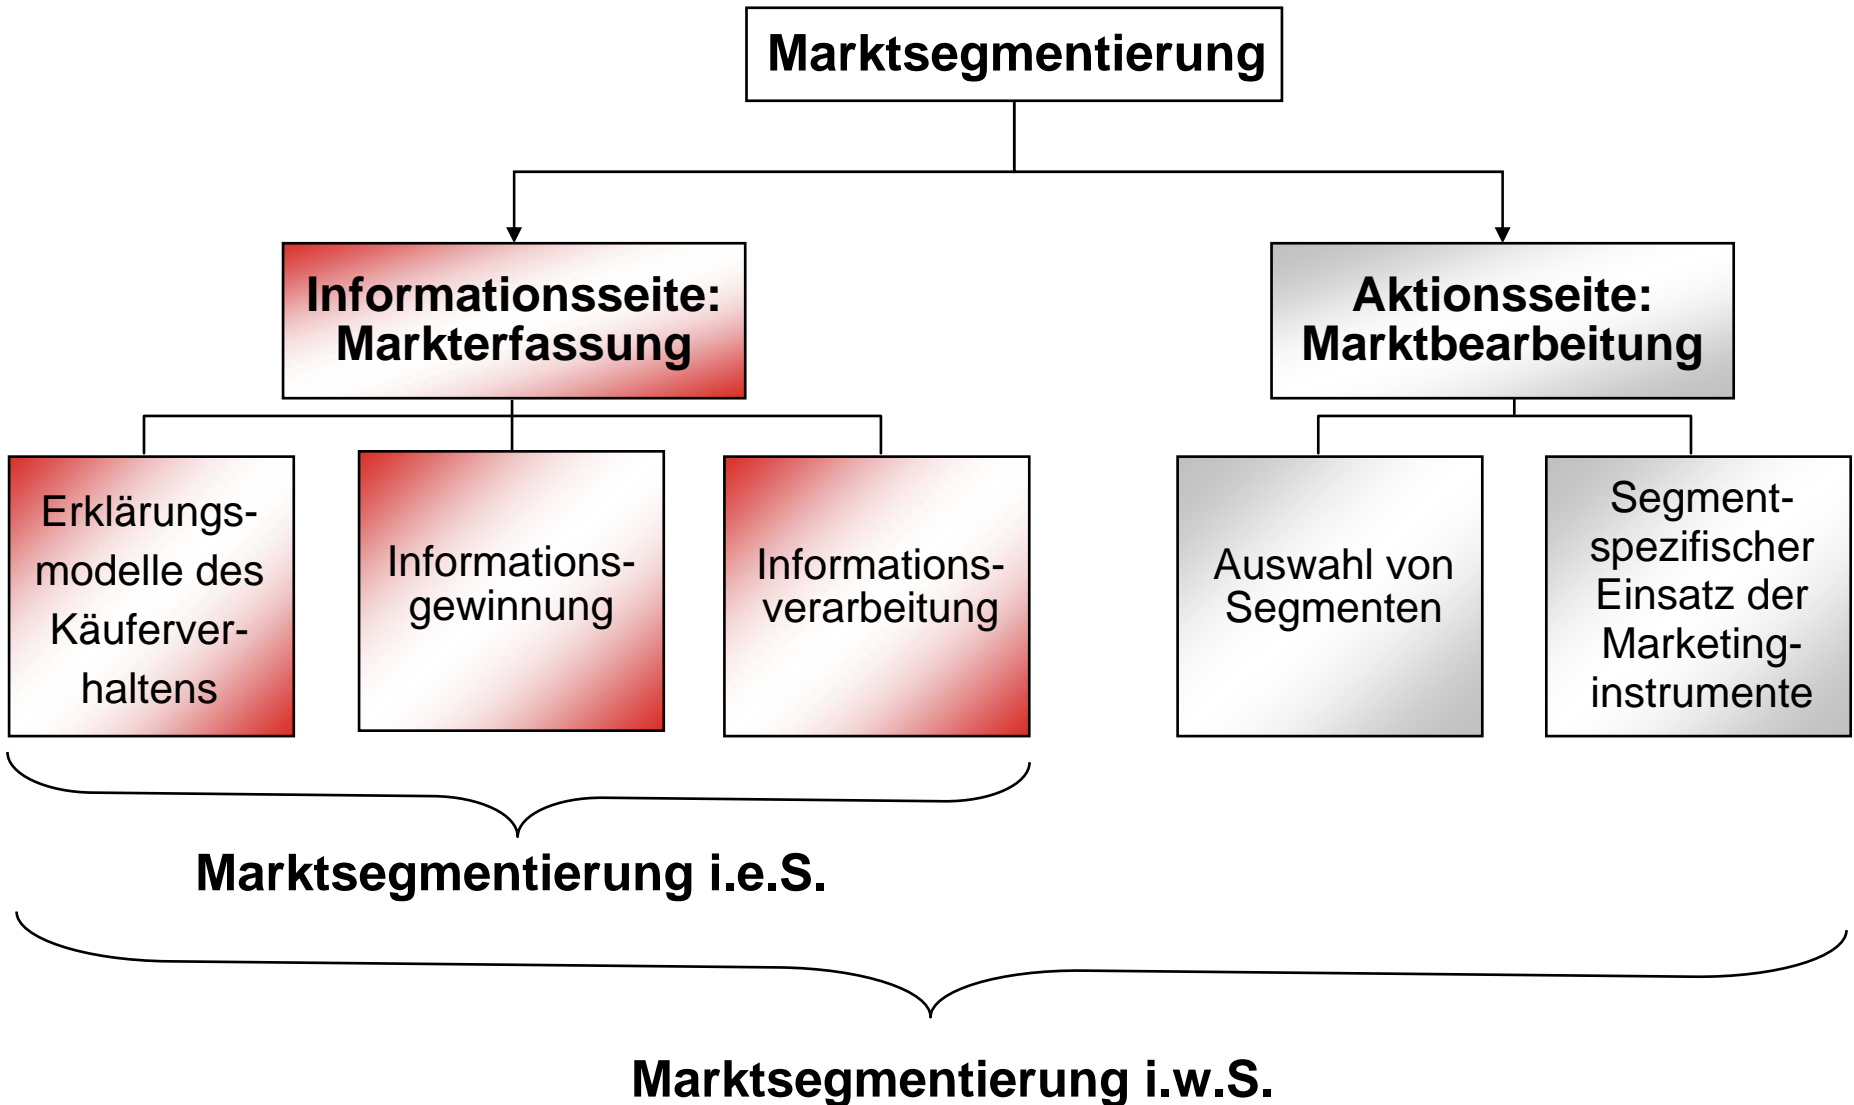 Marktsegmentierung
Informationsseite:
Markterfassung
Aktionsseite:
Marktbearbeitung
Erklärungs-
modelle des
Käuferver-
haltens
Informations-
gewinnung
Informations-
verarbeitung
Auswahl von
Segmenten
Segment-
spezifischer
Einsatz der
Marketing-
instrumente
Marktsegmentierung i.e.S.
Marktsegmentierung i.w.S.